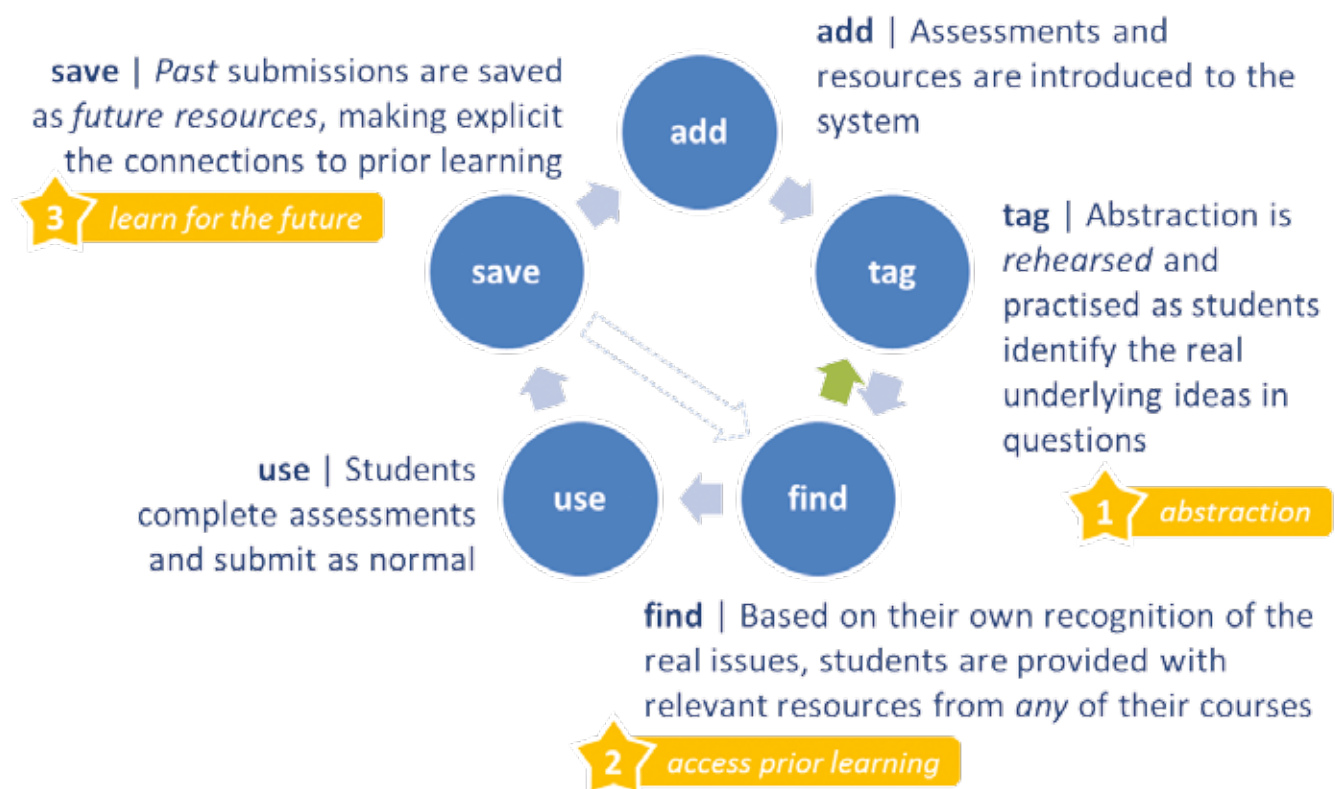 add | Assessments and
resources are introduced to the
system
save | Past submissions are saved
as future resources, making explicit
the connections to prior learning
3 learn for the future
add
tag
save
find
use
tag | Abstraction is
rehearsed and
practised as students
identify the real
underlying ideas in
questions
1 abstraction
use | Students
complete assessments
and submit as normal
find | Based on their own recognition of the
real issues, students are provided with
relevant resources from any of their courses
2 access prior learning